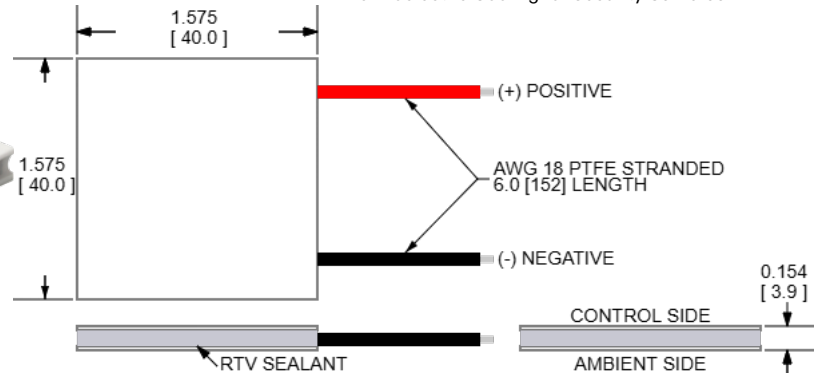 1.575
[ 40.0 ]
(+) POSITIVE
1.575
[ 40.0 ]
AWG 18 PTFE STRANDED
6.0 [152] LENGTH
(-) NEGATIVE
0.154
[ 3.9 ]
CONTROL SIDE
RTV SEALANT
AMBIENT SIDE